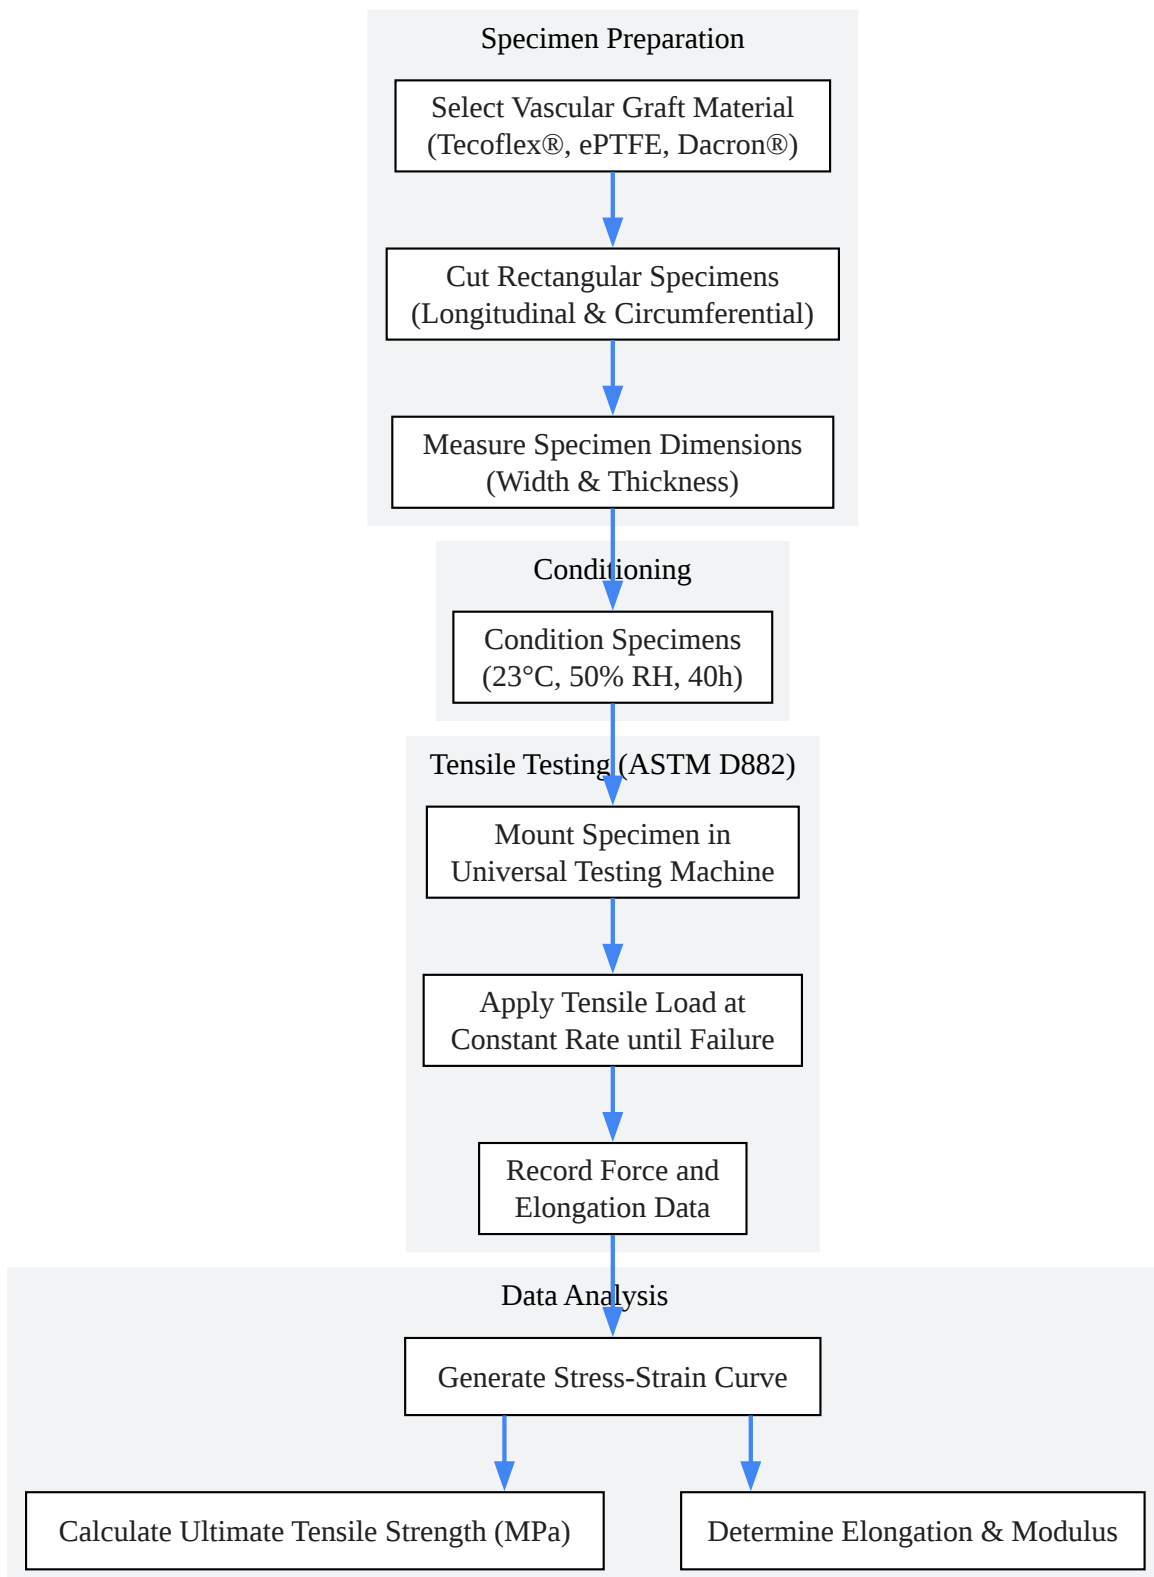 Specimen Preparation
Select Vascular Graft Material
(Tecoflex®, ePTFE, Dacron®)
Cut Rectangular Specimens
(Longitudinal & Circumferential)
Measure Specimen Dimensions
(Width & Thickness)
Conditioning
Condition Specimens
(23°C, 50% RH, 40h)
Tensile Testing (ASTM D882)
Mount Specimen in
Universal Testing Machine
Apply Tensile Load at
Constant Rate until Failure
Record Force and
Elongation Data
Data Analysis
Generate Stress-Strain Curve
Calculate Ultimate Tensile Strength (MPa)
Determine Elongation & Modulus